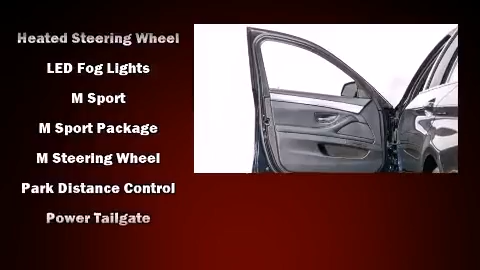 Heated Steering Wheel
LED Fog Lights
M Sport
M Sport Package
M Steering Wheel
Park Distance Control
Power Tailgate